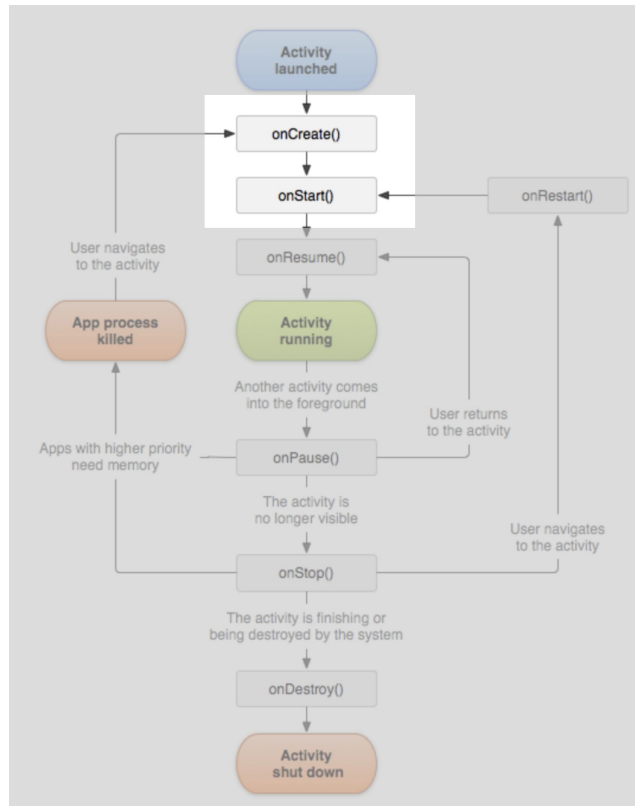 Activity
launched
onCreate()
onStart()
onRestart()
User navigates
to the activity
onResume()
App process
killed
Activity
running
Another activity comes
into the foreground
User returns
to the activity
Apps with higher priority
need memory
onPause()
The activity is
no longer visible
User navigates
to the activity
onStop()
The activity is finishing or
being destroyed by the system
onDestroy()
Activity
shut down